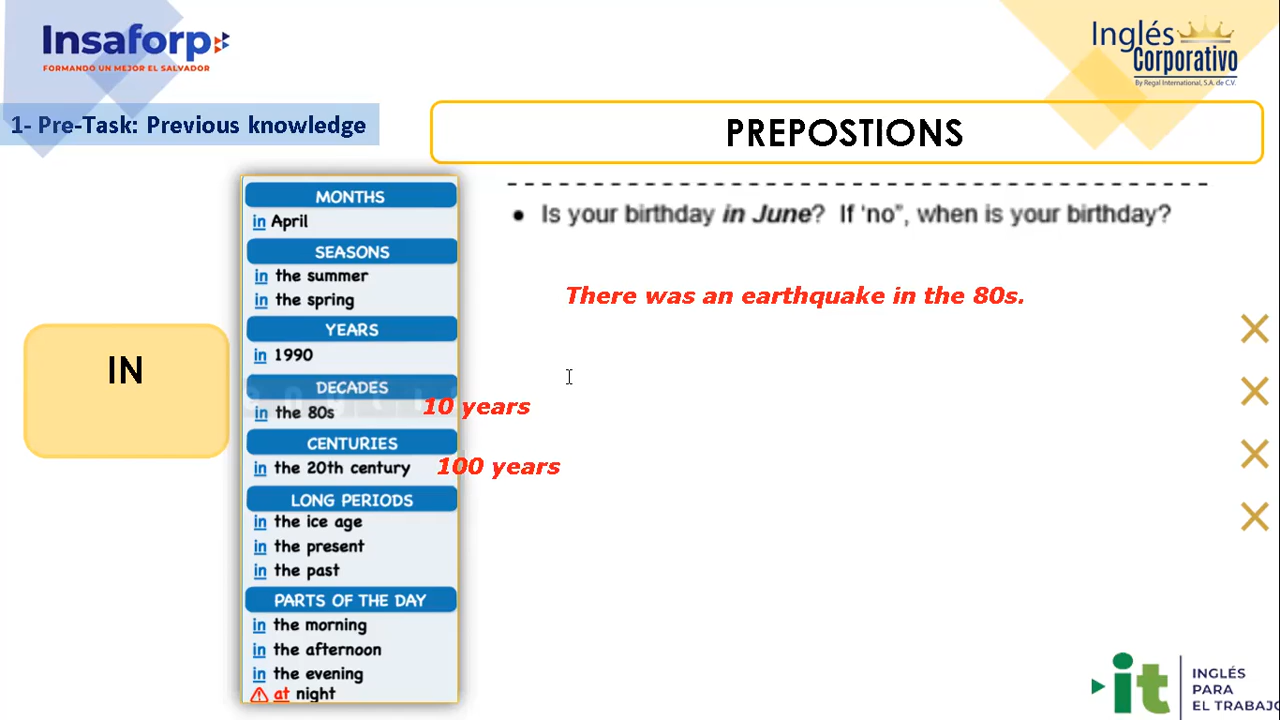 Insaforp
FORMANDO UN MEJOR EL SALVADOR
Inglés
Corporativo
By Regal International, S.A. de C.V.
1- Pre-Task: Previous knowledge
PREPOSTIONS
IN
MONTHS
in April
SEASONS
in the summer
in the spring
YEARS
in 1990
DECADES
in the 80s
10 years
CENTURIES
in the 20th century
100 years
LONG PERIODS
in the ice age
in the present
in the past
PARTS OF THE DAY
in the morning
in the afternoon
in the evening
at night
• Is your birthday in June? If ‘no”, when is your birthday?
There was an earthquake in the 80s.
it
INGLÉS
PARA
EL TRABAJO